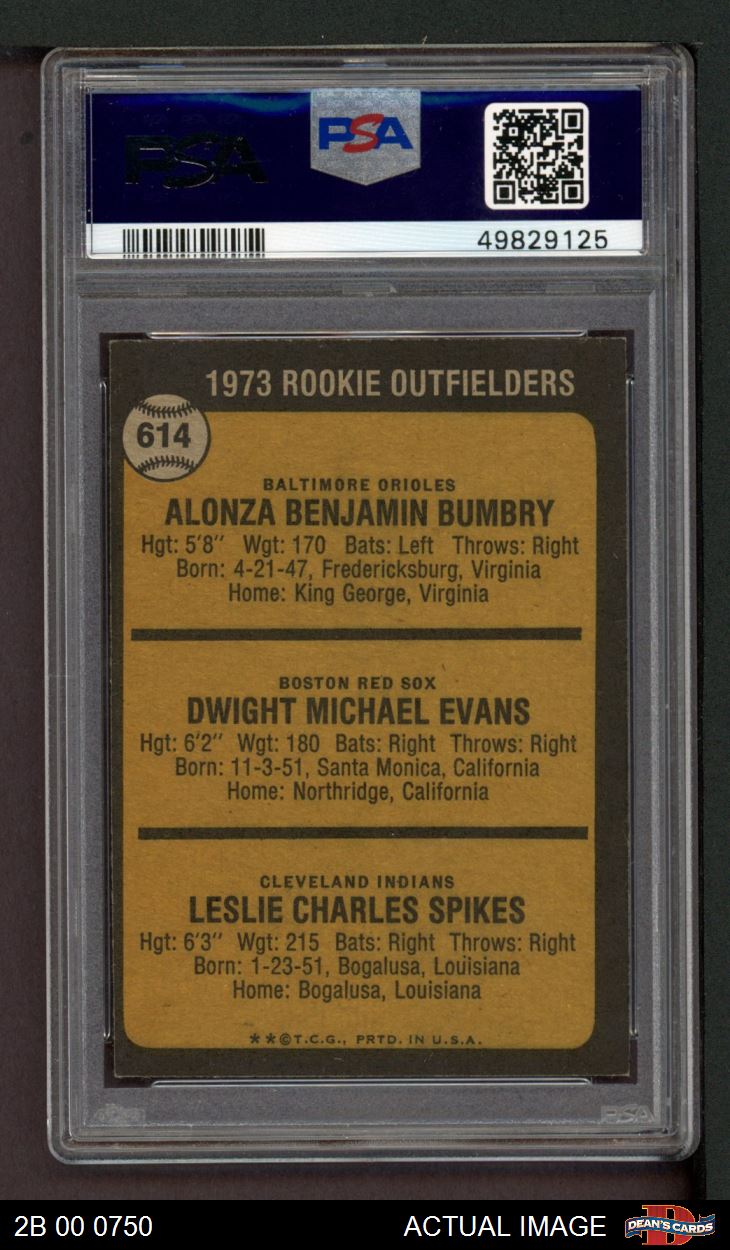 PSA PSA
49829125
1973 ROOKIE OUTFIELDERS
614
BALTIMORE ORIOLES
ALONZA BENJAMIN BUMBRY
Hgt: 5'8" Wgt: 170 Bats: Left Throws: Right
Born: 4-21-47, Fredericksburg, Virginia
Home: King George, Virginia
BOSTON RED SOX
DWIGHT MICHAEL EVANS
Hgt: 6'2" Wgt: 180 Bats: Right Throws: Right
Born: 11-3-51, Santa Monica, California
Home: Northridge, California
CLEVELAND INDIANS
LESLIE CHARLES SPIKES
Hgt: 6'3" Wgt: 215 Bats: Right Throws: Right
Born: 1-23-51, Bogalusa, Louisiana
Home: Bogalusa, Louisiana
**©T.C.G., PRTD. IN U.S.A.
PSA
2B 00 0750 ACTUAL IMAGE DEAN'S CARDS